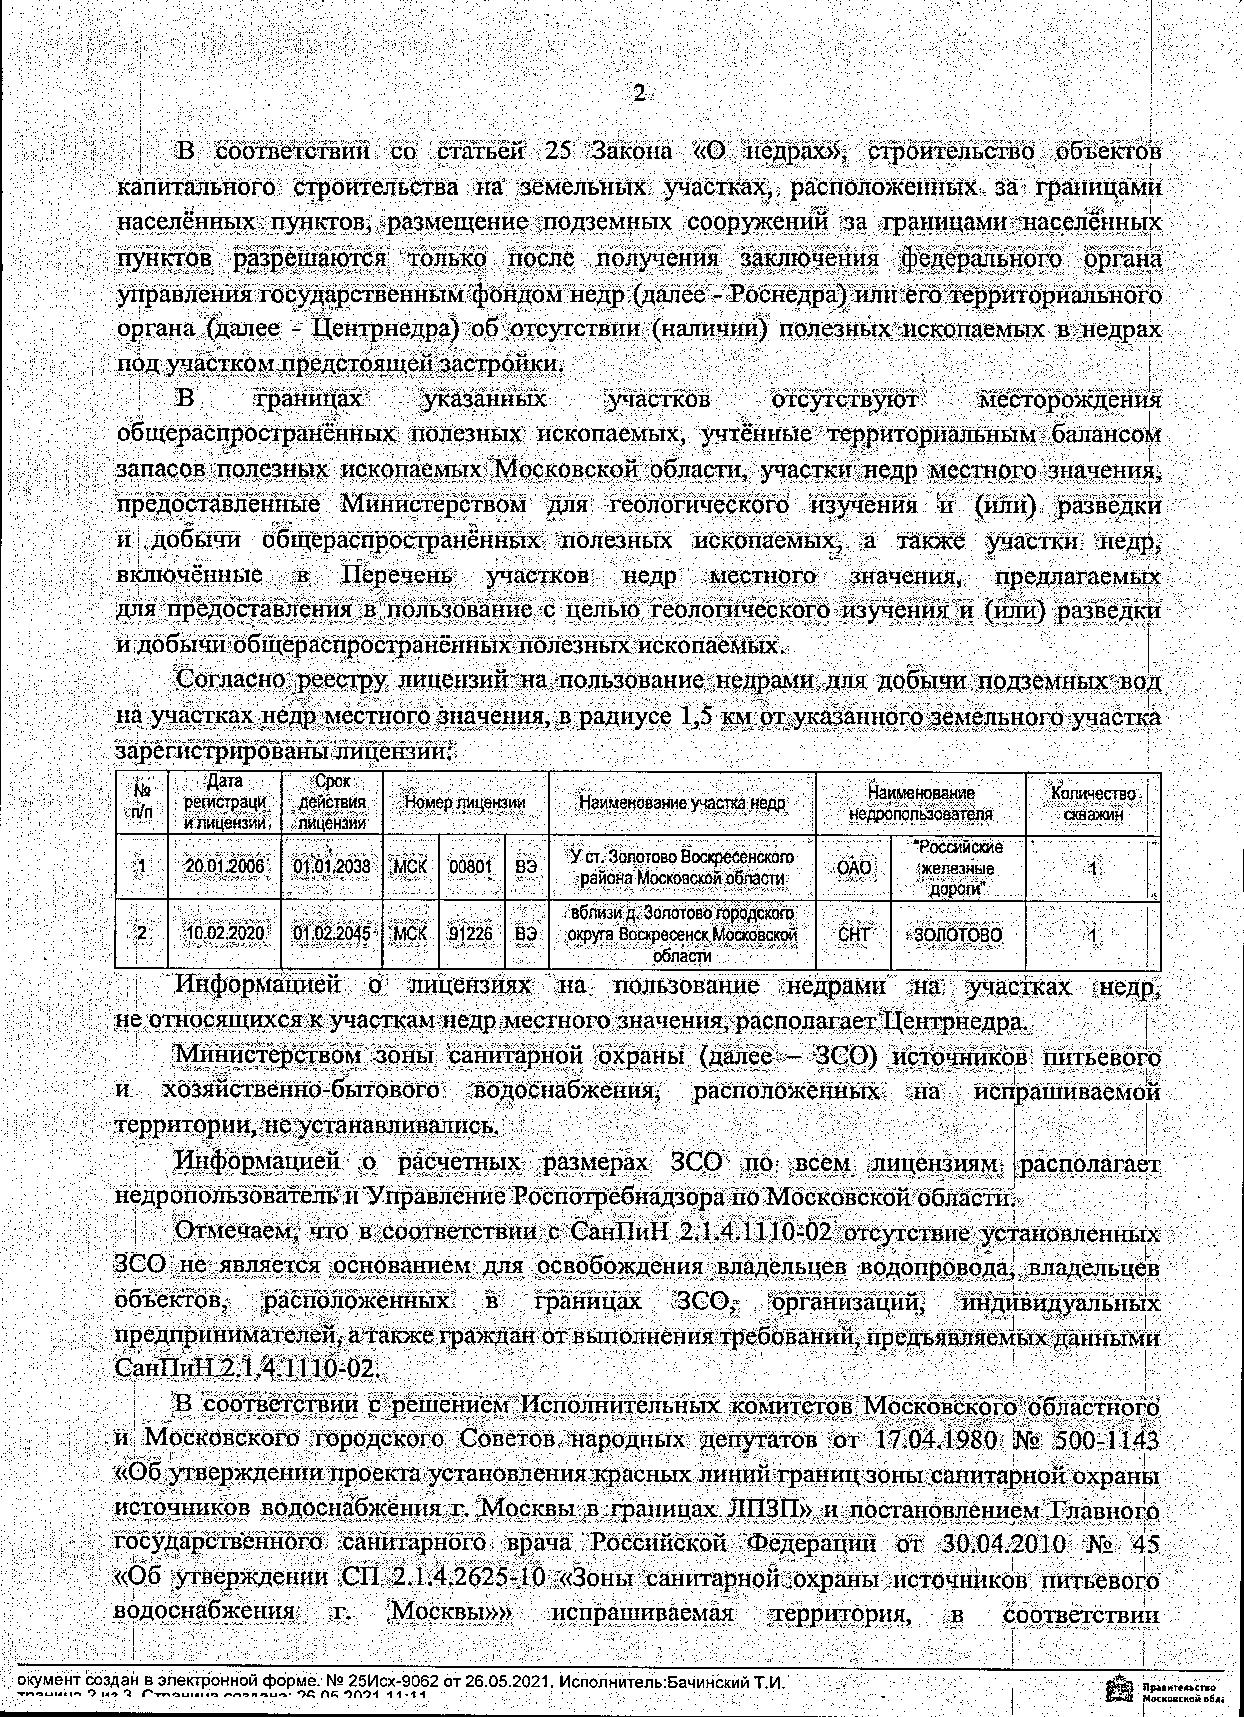 2
В соответствии со статьей 25 Закона «О недрах», строительство объектов
капитального строительства на земельных участках, расположенных за границами
населённых пунктов, размещение подземных сооружений за границами населённых
пунктов разрешаются только после получения заключения федерального органа
управления государственным фондом недр (далее - Роснедра) или его территориального
органа (далее - Центрнедра) об отсутствии (наличии) полезных ископаемых в недрах
под участком предстоящей застройки.
В границах указанных участков отсутствуют месторождения
общераспространённых полезных ископаемых, учтённые территориальным балансом
запасов полезных ископаемых Московской области, участки недр местного значения,
предоставленные Министерством для геологического изучения и (или) разведки
и добычи общераспространённых полезных ископаемых, а также участки недр,
включённые в Перечень участков недр местного значения, предлагаемых
для предоставления в пользование с целью геологического изучения и (или) разведки
и добычи общераспространённых полезных ископаемых.
Согласно реестру лицензий на пользование недрами для добычи подземных вод
на участках недр местного значения, в радиусе 1,5 км от указанного земельного участка
зарегистрированы лицензии:
№ п/п Дата регистраци и лицензии Срок действия лицензии Номер лицензии Наименование участка недр Наименование недропользователя Количество скважин
1 20.01.2006 01.01.2038 МСК 00801 ВЭ У ст. Золотово Воскресенского района Московской области ОАО "Российские железные дороги" 1
2 10.02.2020 01.02.2045 МСК 91226 ВЭ вблизи д. Золотово городского округа Воскресенск Московской области СНТ ЗОЛОТОВО 1
Информацией о лицензиях на пользование недрами на участках недр,
не относящихся к участкам недр местного значения, располагает Центрнедра.
Министерством зоны санитарной охраны (далее – ЗСО) источников питьевого
и хозяйственно-бытового водоснабжения, расположенных на испрашиваемой
территории, не устанавливались.
Информацией о расчетных размерах ЗСО по всем лицензиям располагает
недропользователь и Управление Роспотребнадзора по Московской области.
Отмечаем, что в соответствии с СанПиН 2.1.4.1110-02 отсутствие установленных
ЗСО не является основанием для освобождения владельцев водопровода, владельцев
объектов, расположенных в границах ЗСО, организаций, индивидуальных
предпринимателей, а также граждан от выполнения требований, предъявляемых данными
СанПиН 2.1.4.1110-02.
В соответствии с решением Исполнительных комитетов Московского областного
и Московского городского Советов народных депутатов от 17.04.1980 № 500-1143
«Об утверждении проекта установления красных линий границ зоны санитарной охраны
источников водоснабжения г. Москвы в границах ЛПЗП» и постановлением Главного
государственного санитарного врача Российской Федерации от 30.04.2010 № 45
«Об утверждении СП 2.1.4.2625-10 «Зоны санитарной охраны источников питьевого
водоснабжения г. Москвы»» испрашиваемая территория, в соответствии
окумент создан в электронной форме. № 25Исх-9062 от 26.05.2021. Исполнитель:Бачинский Т.И.
траница 2 из 3. Страница создана: 26.05.2021 11:11
Правительство
Московской обла